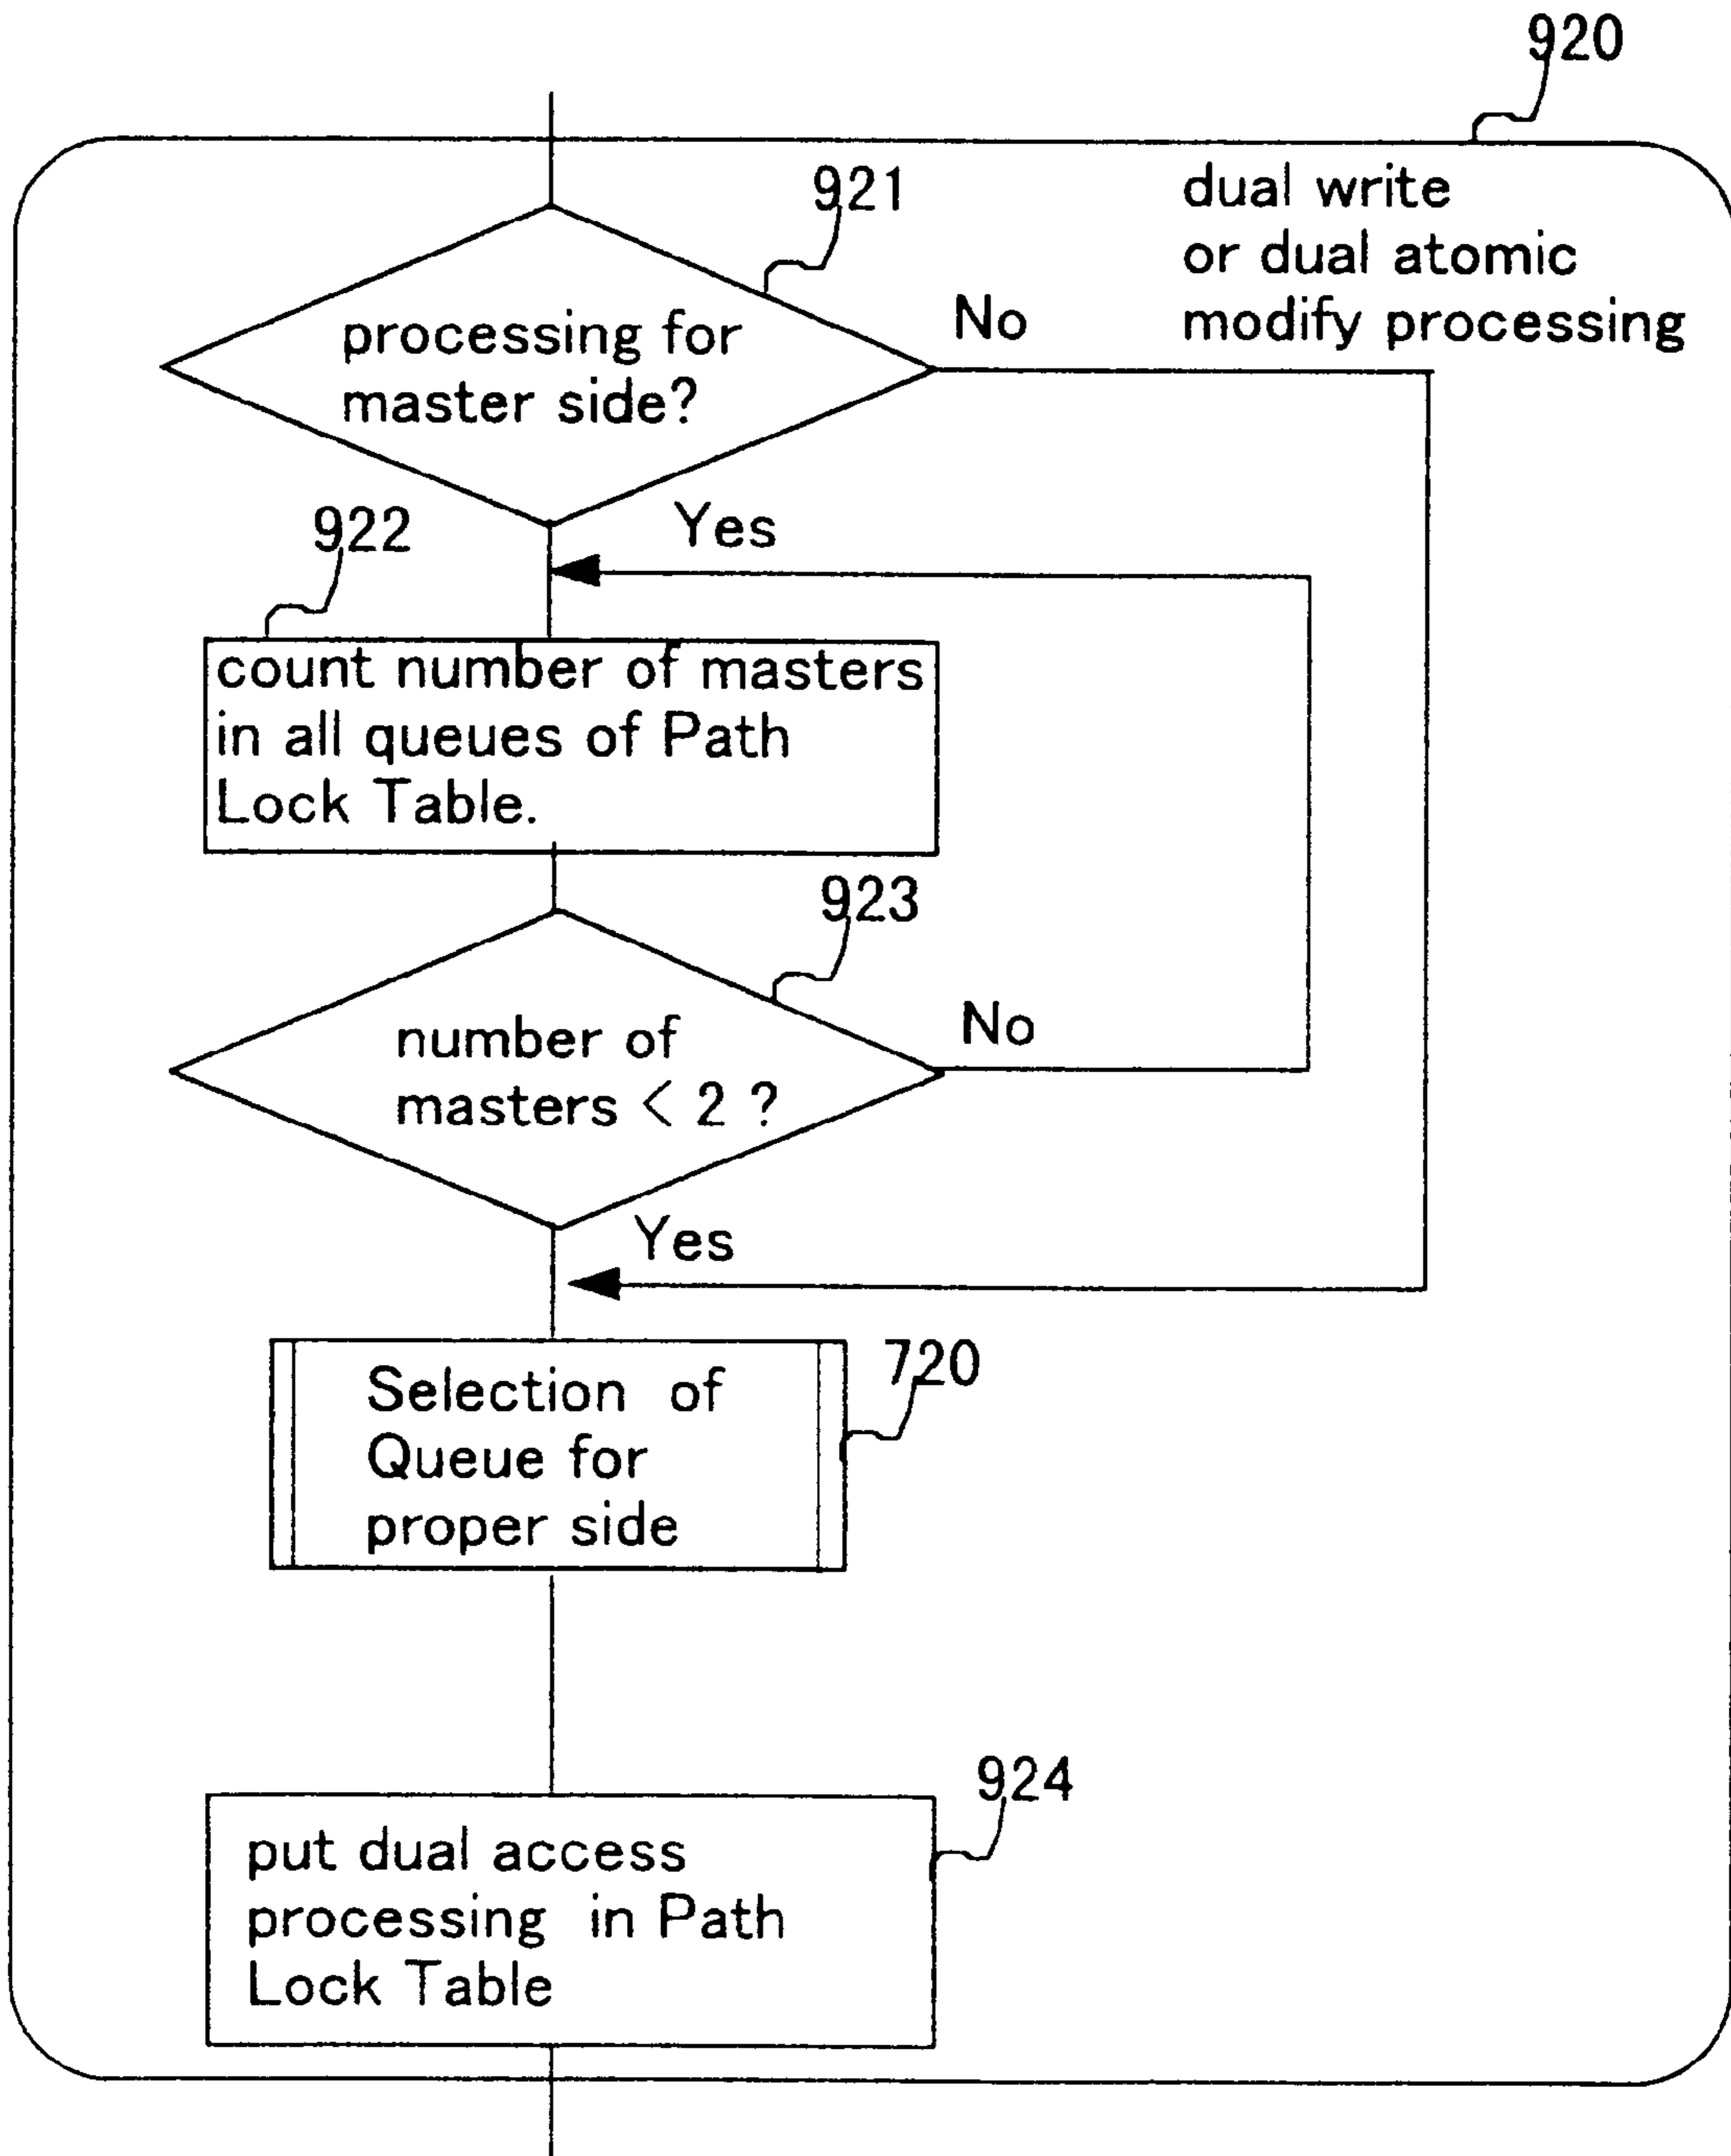 920
dual write
or dual atomic
modify processing
921
processing for
master side?
No
Yes
922
count number of masters
in all queues of Path
Lock Table.
923
number of
masters < 2 ?
No
Yes
720
Selection of
Queue for
proper side
924
put dual access
processing in Path
Lock Table